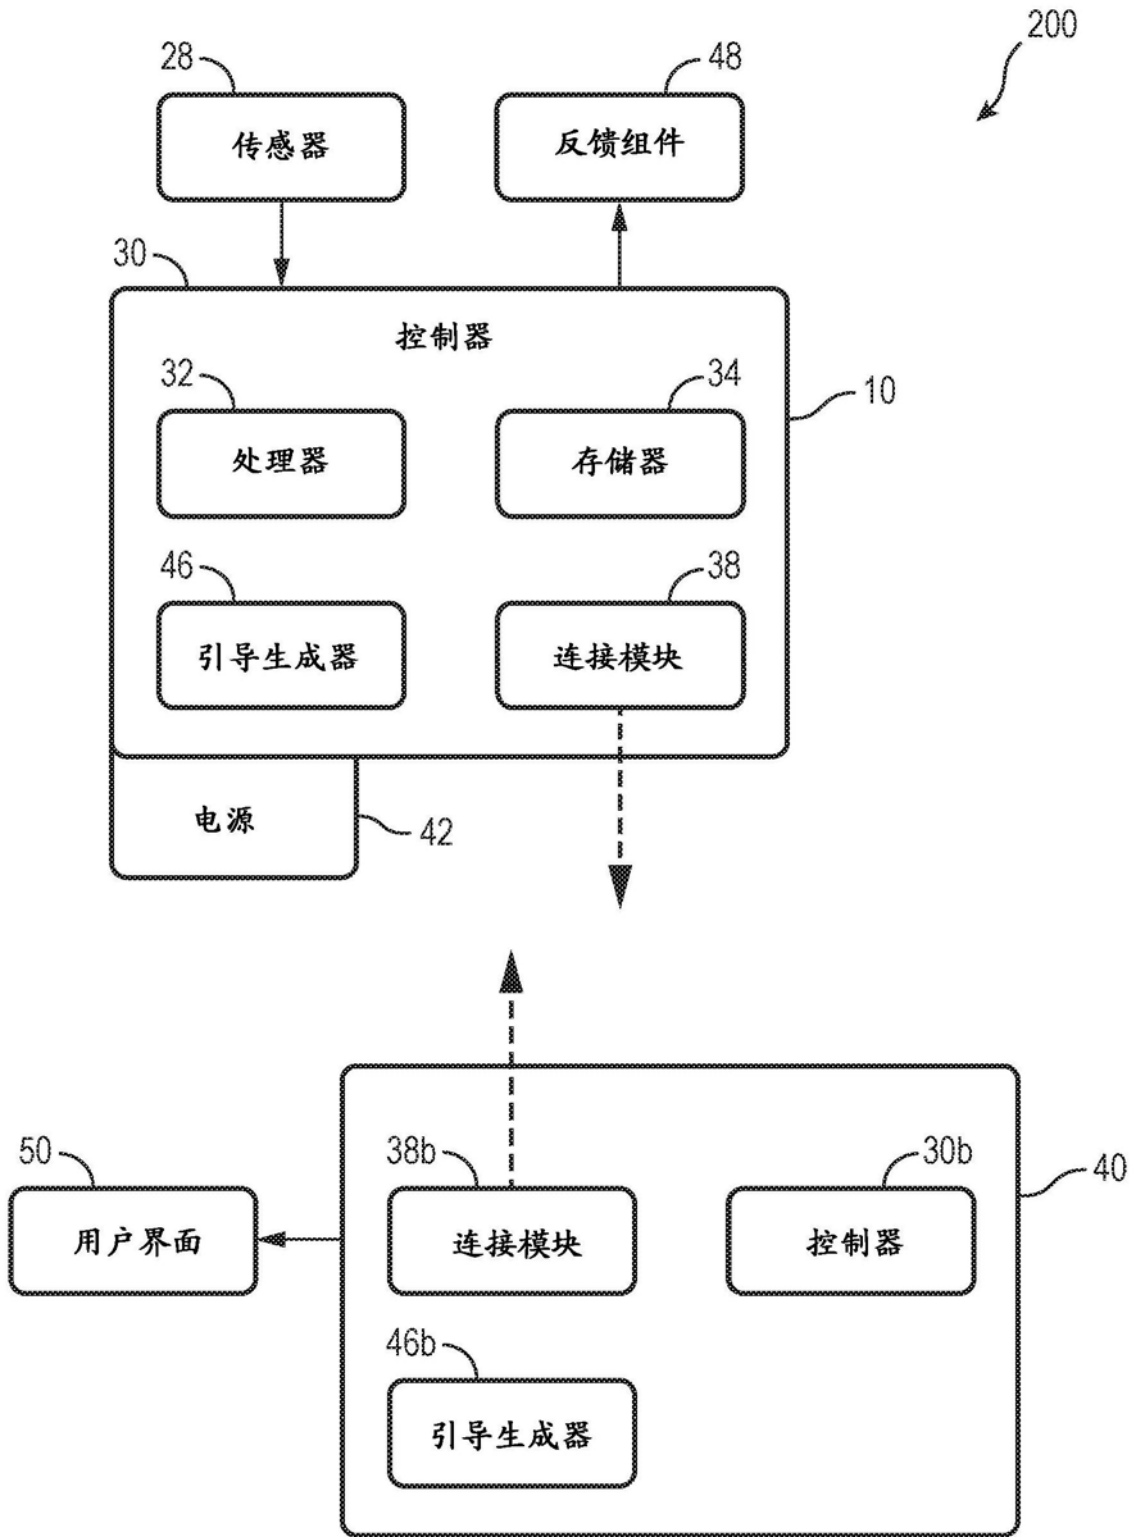 200
28
48
传感器
反馈组件
30
控制器
32
34
10
处理器
存储器
46
38
引导生成器
连接模块
电源
42
50
38b
30b
40
用户界面
连接模块
控制器
46b
引导生成器